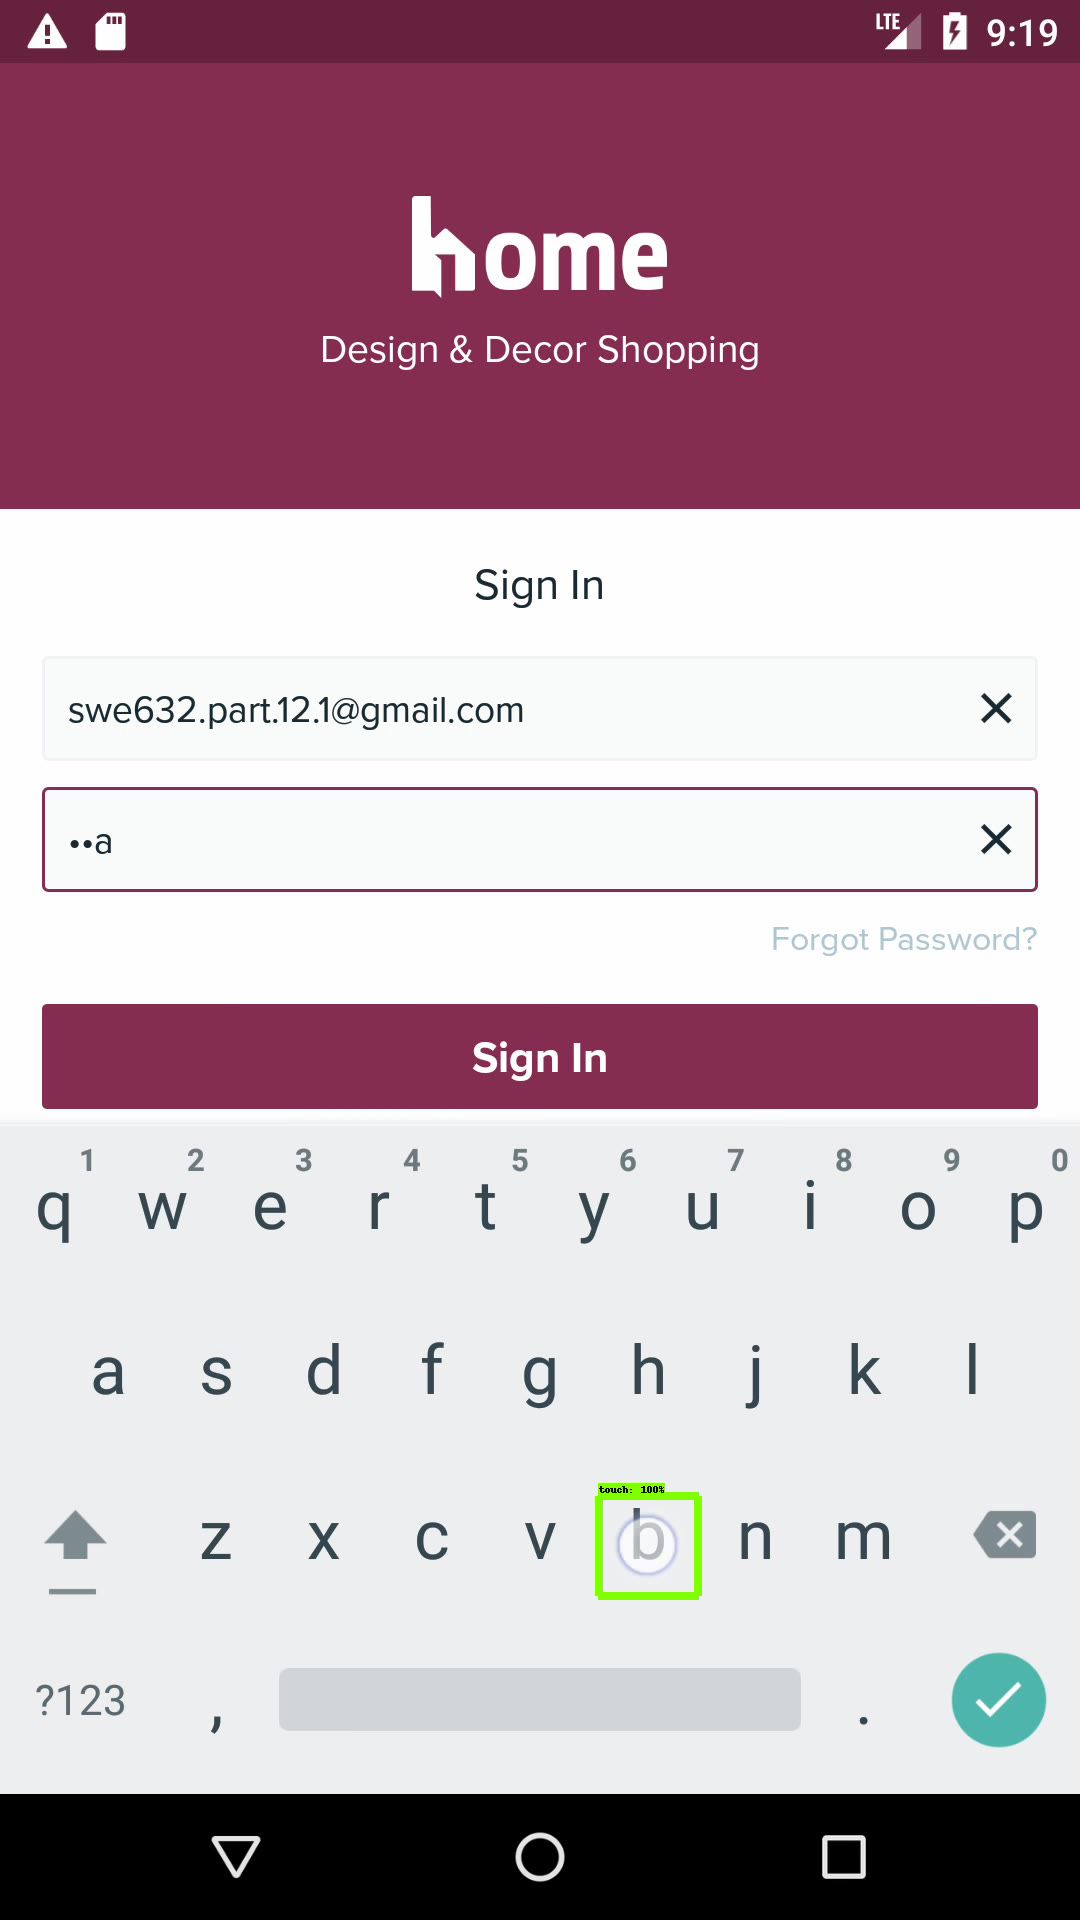 LTE 9:19
home
Design & Decor Shopping
Sign In
swe632.part.12.1@gmail.com
••a
Forgot Password?
Sign In
1 2 3 4 5 6 7 8 9 0
q w e r t y u i o p
a s d f g h j k l
touch: 100%
z x c v b n m
?123 , .